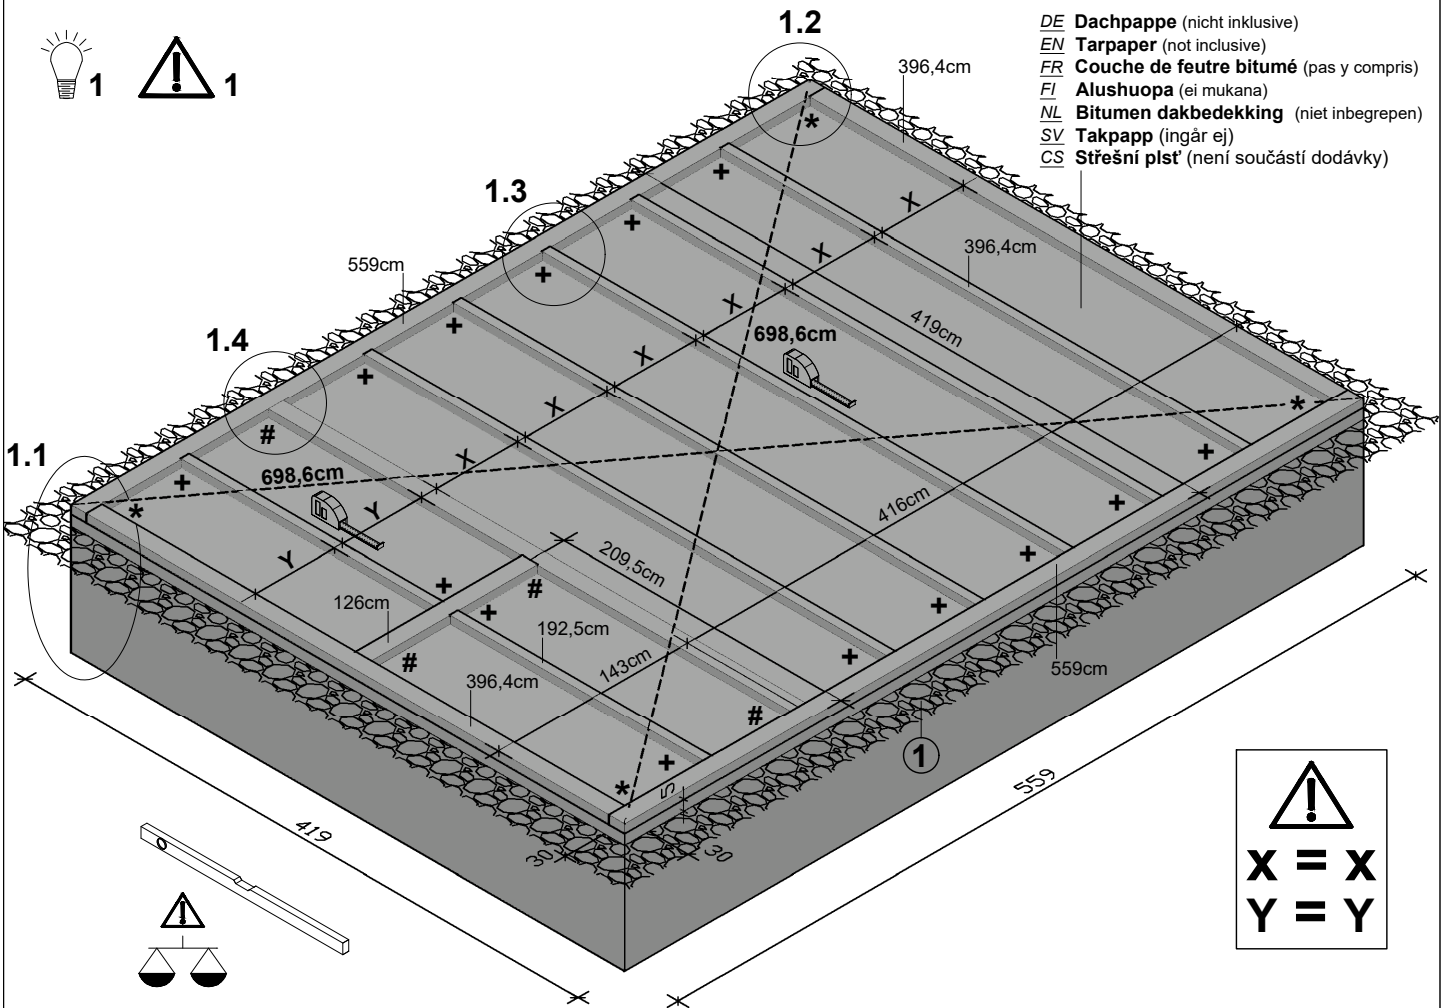 1
1
1.2
DE Dachpappe (nicht inklusive)
EN Tarpaper (not inclusive)
FR Couche de feutre bitumé (pas y compris)
FI Alushuopa (ei mukana)
NL Bitumen dakbedekking (niet inbegrepen)
SV Takpapp (ingår ej)
CS Střešní plsť (není součástí dodávky)
396,4cm
*
+
1.3
X
+
X
396,4cm
559cm
+
X
419cm
698,6cm
1.4
+
X
+
X
*
#
X
+
1.1
698,6cm
+
+
*
Y
416cm
+
Y
209,5cm
+
#
+
+
126cm
+
192,5cm
+
#
143cm
559cm
396,4cm
#
1
+
*
5
559
419
30
30
X = X
Y = Y